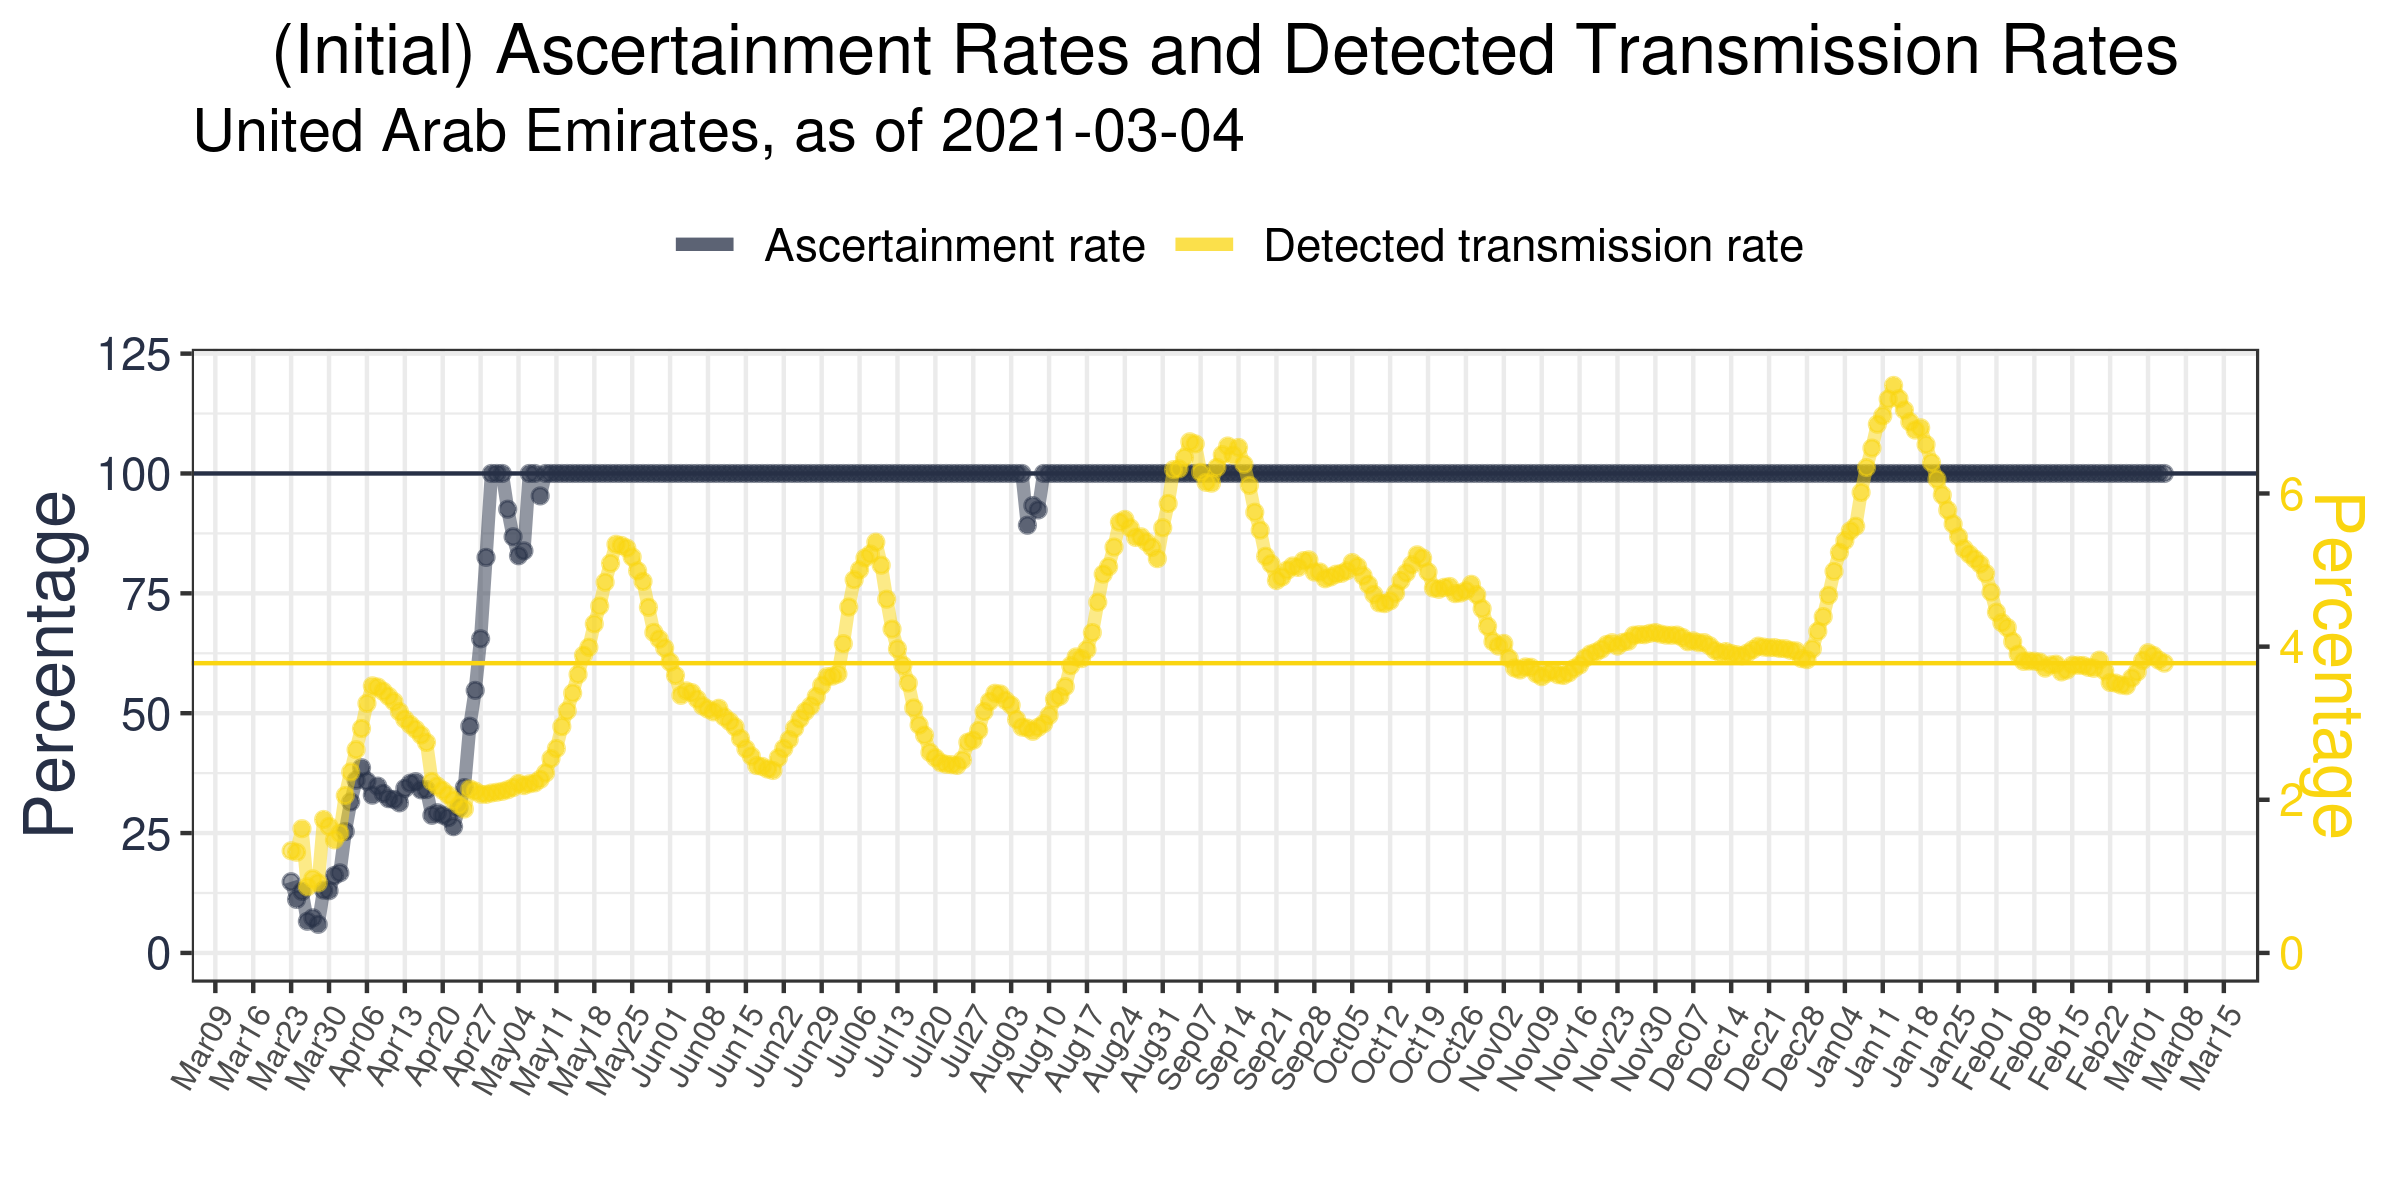 (Initial) Ascertainment Rates and Detected Transmission Rates
United Arab Emirates, as of 2021-03-04
Ascertainment rate Detected transmission rate
Percentage
125
100
75
50
25
0
6
4
2
0
Percentage
Mar09 Mar16 Mar23 Mar30 Apr06 Apr13 Apr20 Apr27 May04 May11 May18 May25 Jun01 Jun08 Jun15 Jun22 Jun29 Jul06 Jul13 Jul20 Jul27 Aug03 Aug10 Aug17 Aug24 Aug31 Sep07 Sep14 Sep21 Sep28 Oct05 Oct12 Oct19 Oct26 Nov02 Nov09 Nov16 Nov23 Nov30 Dec07 Dec14 Dec21 Dec28 Jan04 Jan11 Jan18 Jan25 Feb01 Feb08 Feb15 Feb22 Mar01 Mar08 Mar15